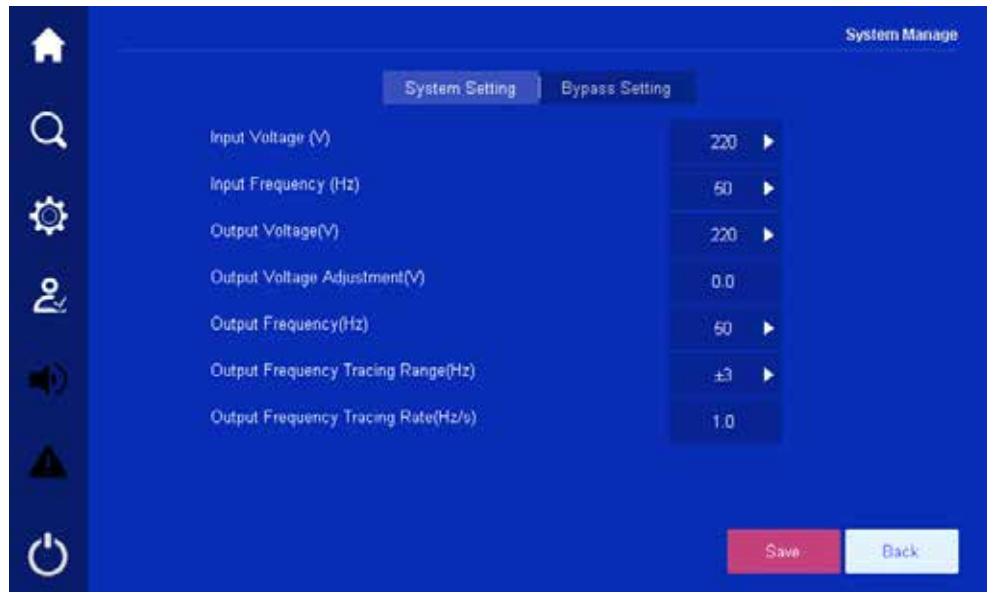 System Manage
System Setting Bypass Setting
Input Voltage (V) 220
Input Frequency (Hz) 50
Output Voltage(V) 220
Output Voltage Adjustment(V) 0.0
Output Frequency(Hz) 50
Output Frequency Tracing Range(Hz) ±3
Output Frequency Tracing Rate(Hz/s) 1.0
Save Back